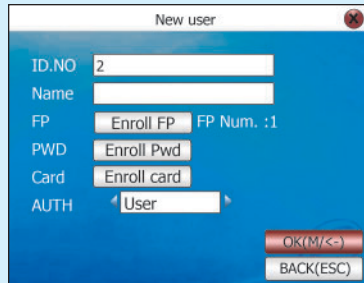 New user
ID.NO 2
Name
FP Enroll FP FP Num. :1
PWD Enroll Pwd
Card Enroll card
AUTH User
OK(M/<-)
BACK(ESC)